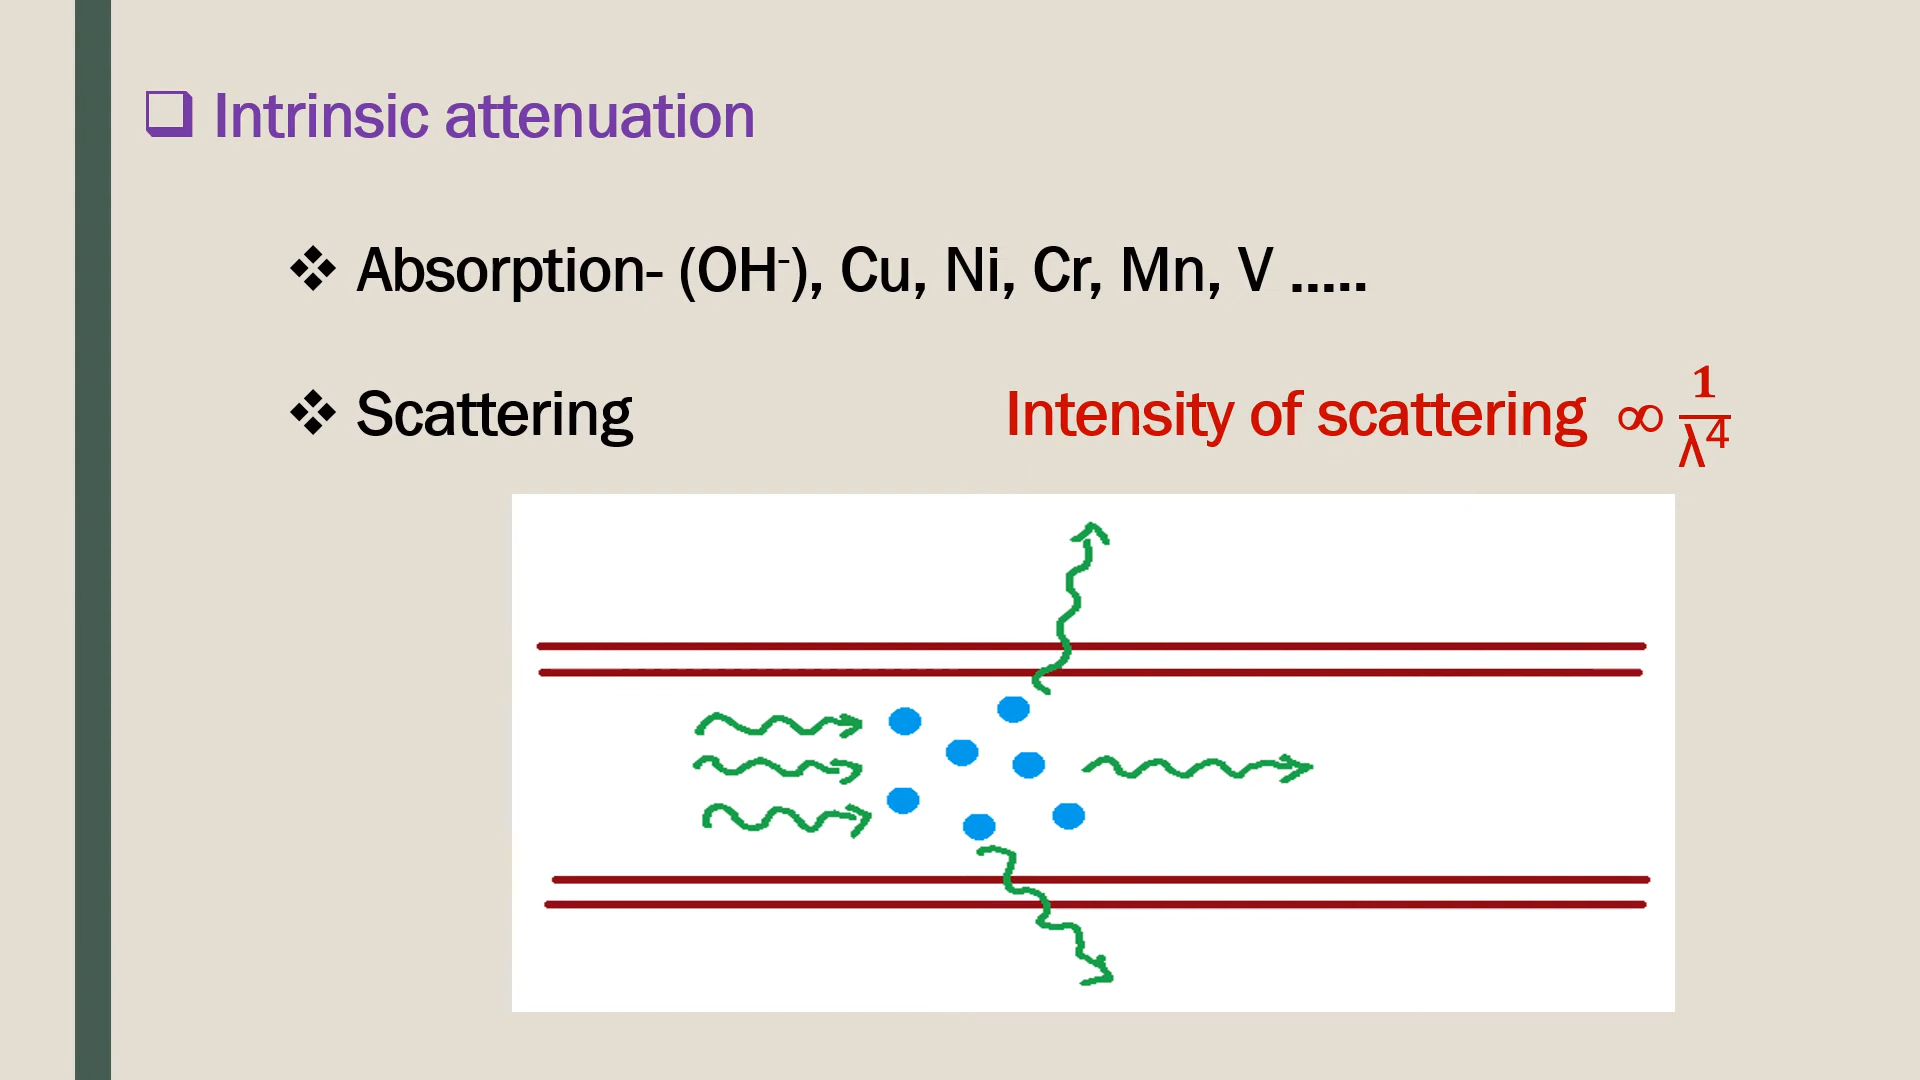 Intrinsic attenuation
Absorption- (OH⁻), Cu, Ni, Cr, Mn, V .....
Scattering
Intensity of scattering ∞ 1/λ⁴